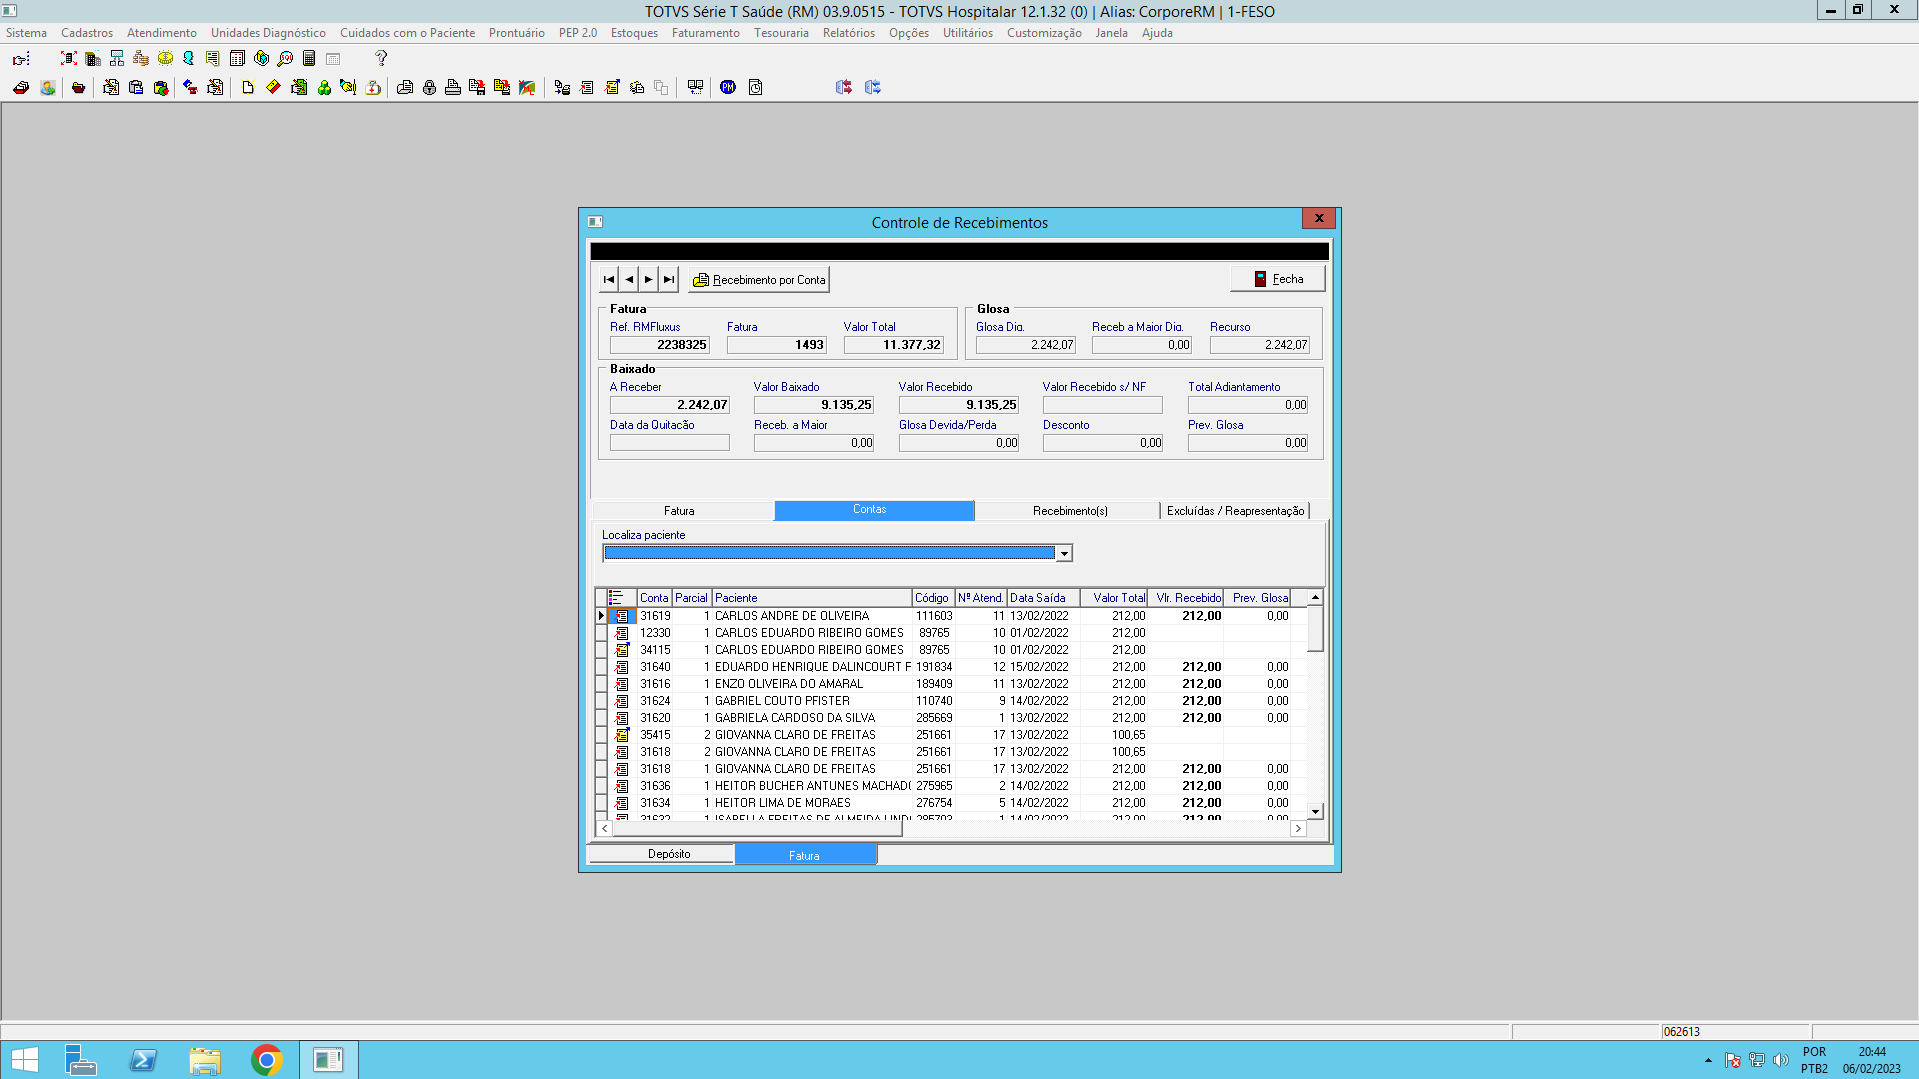 TOTVS Série T Saúde (RM) 03.9.0515 - TOTVS Hospitalar 12.1.32 (0) | Alias: CorporeRM | 1-FESO
Sistema Cadastros Atendimento Unidades Diagnóstico Cuidados com o Paciente Prontuário PEP 2.0 Estoques Faturamento Tesouraria Relatórios Opções Utilitários Customização Janela Ajuda
Controle de Recebimentos
Recebimento por Conta Fecha
Fatura Glosa
Ref. RMFluxus Fatura Valor Total Glosa Dig. Receb a Maior Dig. Recurso
2238325 1493 11.377,32 2.242,07 0,00 2.242,07
Baixado
A Receber Valor Baixado Valor Recebido Valor Recebido s/ NF Total Adiantamento
2.242,07 9.135,25 9.135,25 0,00
Data da Quitacão Receb. a Maior Glosa Devida/Perda Desconto Prev. Glosa
0,00 0,00 0,00 0,00
Fatura Contas Recebimento(s) Excluídas / Reapresentação
Localiza paciente
Conta Parcial Paciente Código Nº Atend. Data Saída Valor Total Vlr. Recebido Prev. Glosa
31619 1 CARLOS ANDRE DE OLIVEIRA 111603 11 13/02/2022 212,00 212,00 0,00
12330 1 CARLOS EDUARDO RIBEIRO GOMES 89765 10 01/02/2022 212,00
34115 1 CARLOS EDUARDO RIBEIRO GOMES 89765 10 01/02/2022 212,00
31640 1 EDUARDO HENRIQUE DALINCOURT F 191834 12 15/02/2022 212,00 212,00 0,00
31616 1 ENZO OLIVEIRA DO AMARAL 189409 11 13/02/2022 212,00 212,00 0,00
31624 1 GABRIEL COUTO PFISTER 110740 9 14/02/2022 212,00 212,00 0,00
31620 1 GABRIELA CARDOSO DA SILVA 285669 1 13/02/2022 212,00 212,00 0,00
35415 2 GIOVANNA CLARO DE FREITAS 251661 17 13/02/2022 100,65
31618 2 GIOVANNA CLARO DE FREITAS 251661 17 13/02/2022 100,65
31618 1 GIOVANNA CLARO DE FREITAS 251661 17 13/02/2022 212,00 212,00 0,00
31636 1 HEITOR BUCHER ANTUNES MACHADO 275965 2 14/02/2022 212,00 212,00 0,00
31634 1 HEITOR LIMA DE MORAES 276754 5 14/02/2022 212,00 212,00 0,00
31632 1 ISABELLA FREITAS DE ALMEIDA 285703 1 14/02/2022 212,00 212,00 0,00
Depósito Fatura
062613
POR 20:44
PTB2 06/02/2023